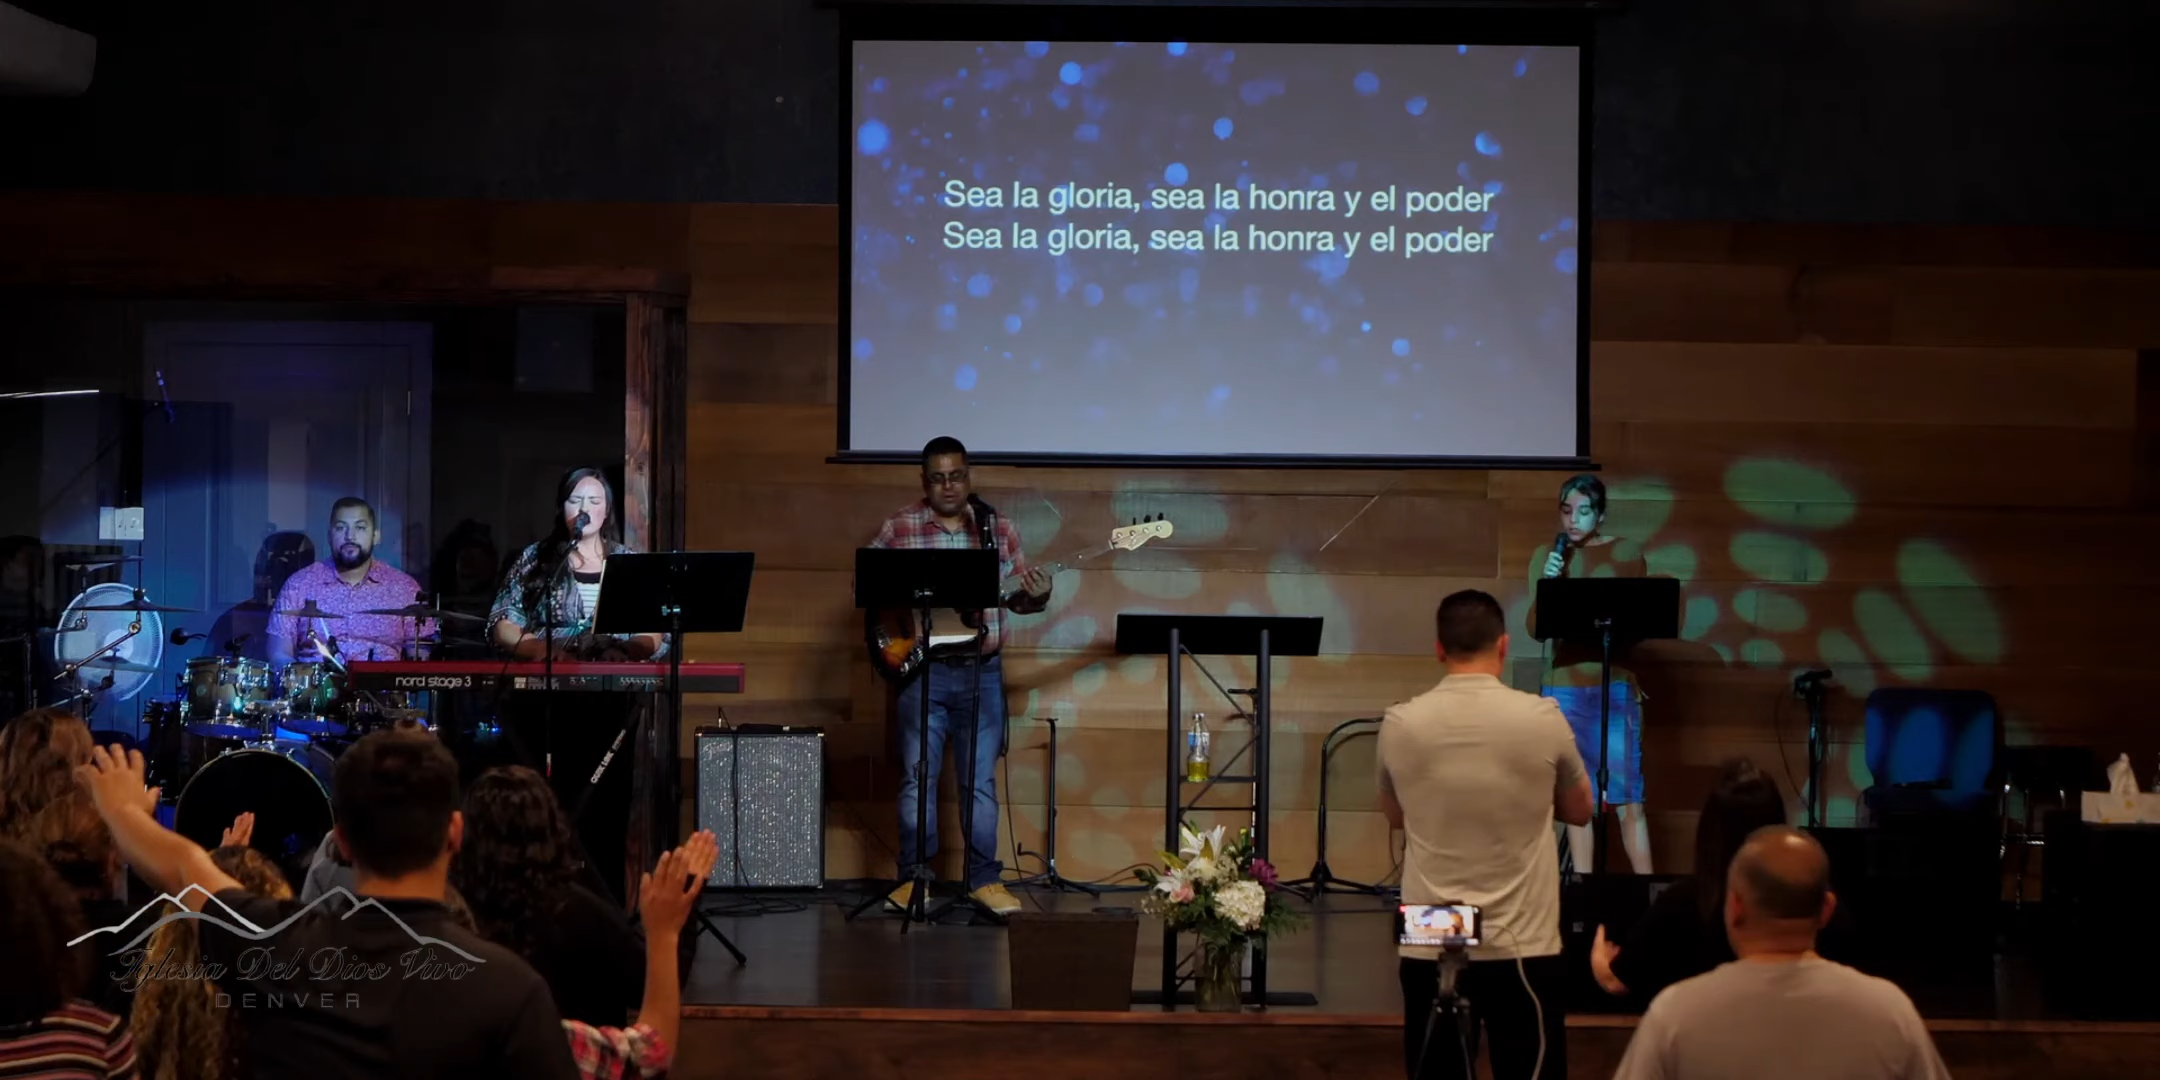 Sea la gloria, sea la honra y el poder
Sea la gloria, sea la honra y el poder
nord stage 3
Iglesia Del Dios Vivo
DENVER